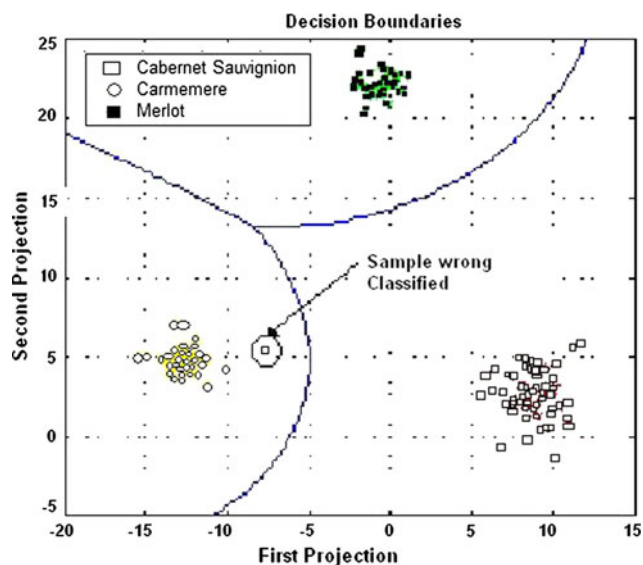 Decision Boundaries
25
20
15
10
5
0
-5
Second Projection
Cabernet Sauvignion
Carmemere
Merlot
Sample wrong
Classified
-20
-15
-10
-5
0
5
10
15
First Projection